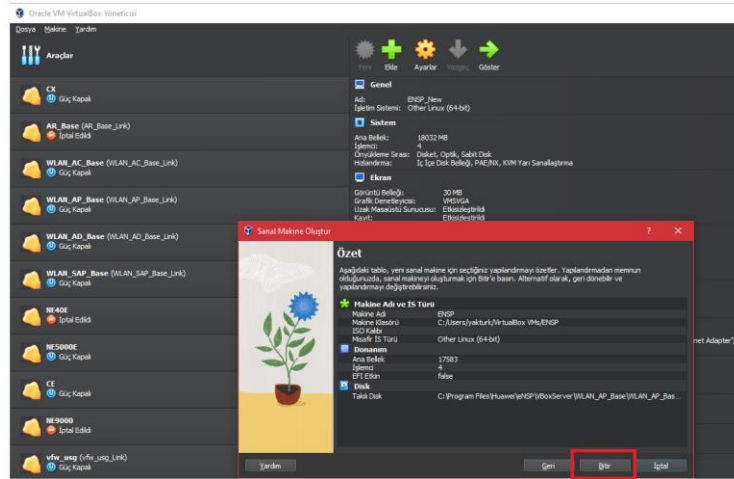 Oracle VM VirtualBox Yöneticisi
Dosya Makine Yardım
Araçlar
Yeni Ekle Ayarlar Vazgeç Göster
CX
Güç Kapalı
AR_Base (AR_Base_Link)
İptal Edildi
WLAN_AC_Base (WLAN_AC_Base_Link)
Güç Kapalı
WLAN_AP_Base (WLAN_AP_Base_Link)
Güç Kapalı
WLAN_AD_Base (WLAN_AD_Base_Link)
Güç Kapalı
WLAN_SAP_Base (WLAN_SAP_Base_Link)
Güç Kapalı
NE40E
İptal Edildi
NE5000E
Güç Kapalı
CE
Güç Kapalı
NE9000
İptal Edildi
vfw_usg (vfw_usg_Link)
Güç Kapalı
Genel
Ad: ENSP_New
İşletim Sistemi: Other Linux (64-bit)
Sistem
Ana Bellek: 18032 MB
İşlemci: 4
Önyükleme Sırası: Disket, Optik, Sabit Disk
Hızlandırma: İç İçe Disk Belleği, PAE/NX, KVM Yarı Sanallaştırma
Ekran
Görüntü Belleği: 30 MB
Grafik Denetleyicisi: VMSVGA
Uzak Masaüstü Sunucusu: Etkisizleştirildi
Kayıt: Etkisizleştirildi
net Adapter')
Sanal Makine Oluştur ? ×
Özet
Aşağıdaki tablo, yeni sanal makine için seçtiğiniz yapılandırmayı özetler. Yapılandırmadan memnun
olduğunuzda, sanal makineyi oluşturmak için Bitir'e basın. Alternatif olarak, geri dönebilir ve
yapılandırmayı değiştirebilirsiniz.
Makine Adı ve İS Türü
Makine Adı ENSP
Makine Klasörü C:/Users/yakturk/VirtualBox VMs/ENSP
ISO Kalıbı
Misafir İS Türü Other Linux (64-bit)
Donanım
Ana Bellek 17583
İşlemci 4
EFI Etkin false
Disk
Takılı Disk C:\Program Files\Huawei\eNSP\VBoxServer\WLAN_AP_Base\WLAN_AP_Bas...
Yardım Geri Bitir İptal